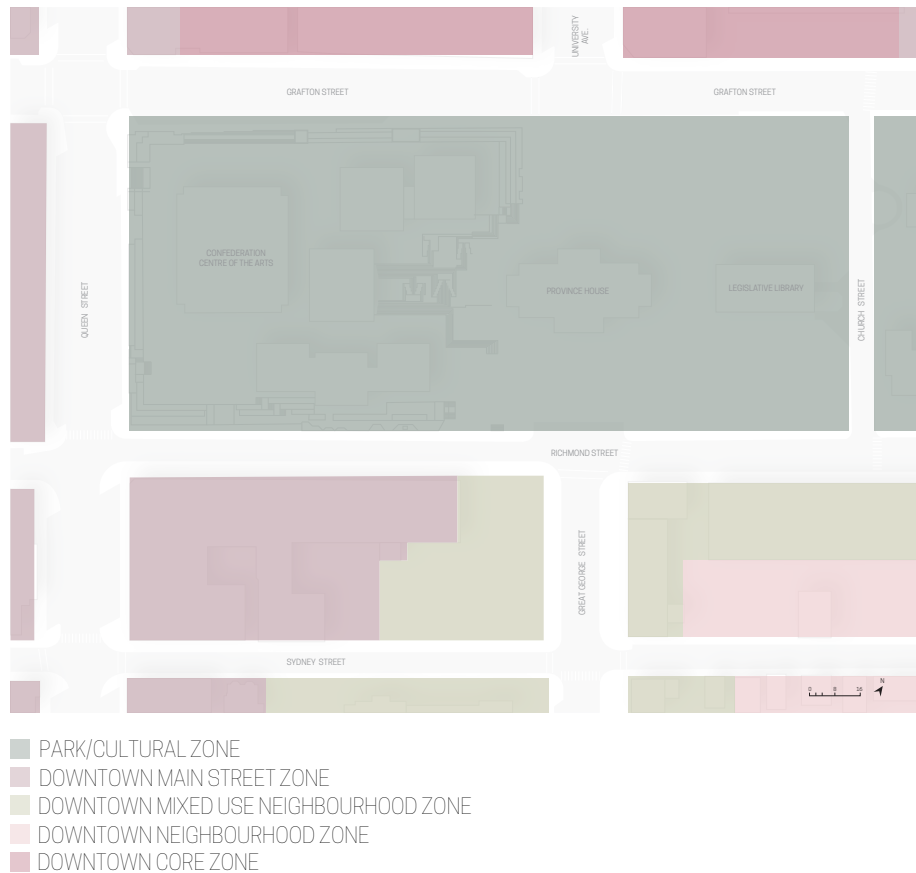 UNIVERSITY
AVE.
GRAFTON STREET
GRAFTON STREET
CONFEDERATION
CENTRE OF THE ARTS
PROVINCE HOUSE
LEGISLATIVE LIBRARY
QUEEN STREET
CHURCH STREET
RICHMOND STREET
GREAT GEORGE STREET
SYDNEY STREET
N
0 8 16
PARK/CULTURAL ZONE
DOWNTOWN MAIN STREET ZONE
DOWNTOWN MIXED USE NEIGHBOURHOOD ZONE
DOWNTOWN NEIGHBOURHOOD ZONE
DOWNTOWN CORE ZONE